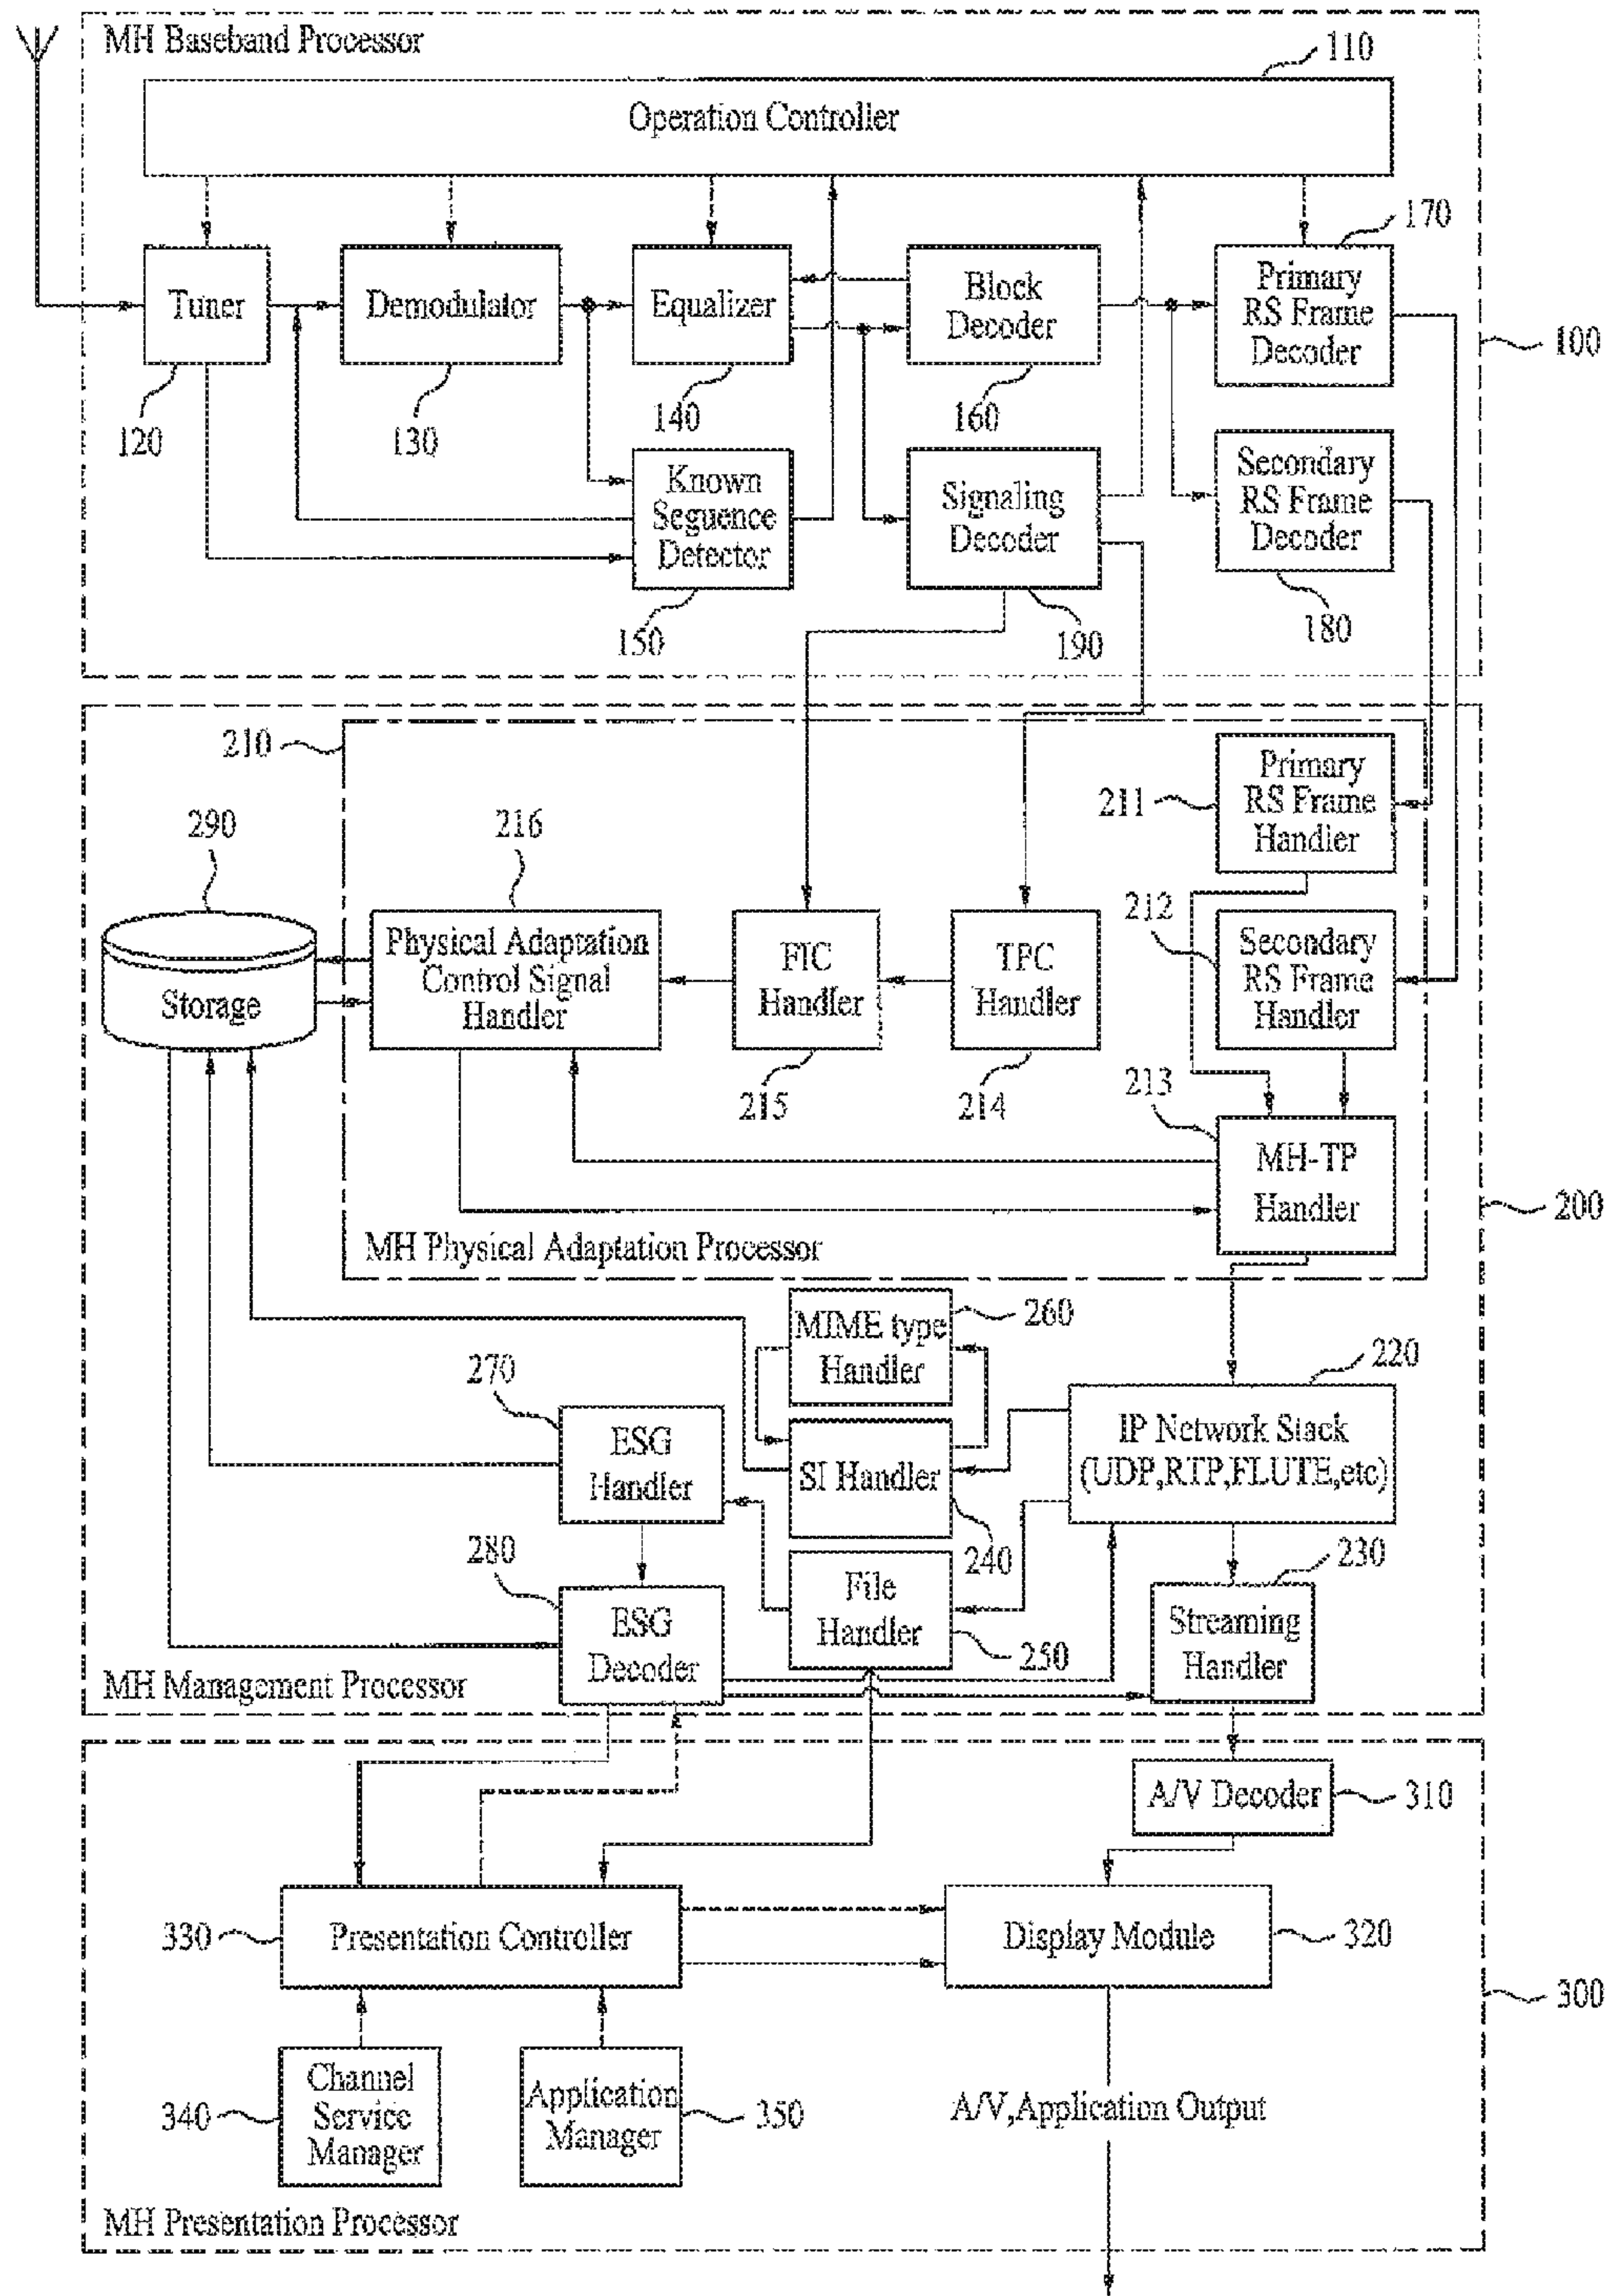 MH Baseband Processor
110
Operation Controller
170
Tuner
Demodulator
Equalizer
Block
Decoder
Primary
RS Frame
Decoder
100
120
130
140
160
Known
Seguence
Detector
Signaling
Decoder
Secondary
RS Frame
Decoder
150
190
180
210
Primary
RS Frame
Handler
211
290
216
212
Storage
Physical Adaptation
Control Signal
Handler
FIC
Handler
TPC
Handler
Secondary
RS Frame
Handler
215
214
213
MH-TP
Handler
200
MH Physical Adaptation Processor
MIME type
Handler
260
270
220
ESG
Handler
SI Handler
IP Network Stack
(UDP,RTP,FLUTE,etc)
280
240
230
ESG
Decoder
File
Handler
250
Streaming
Handler
MH Management Processor
A/V Decoder
310
330
Presentation Controller
Display Module
320
300
340
Channel
Service
Manager
Application
Manager
350
A/V,Application Output
MH Presentation Processor